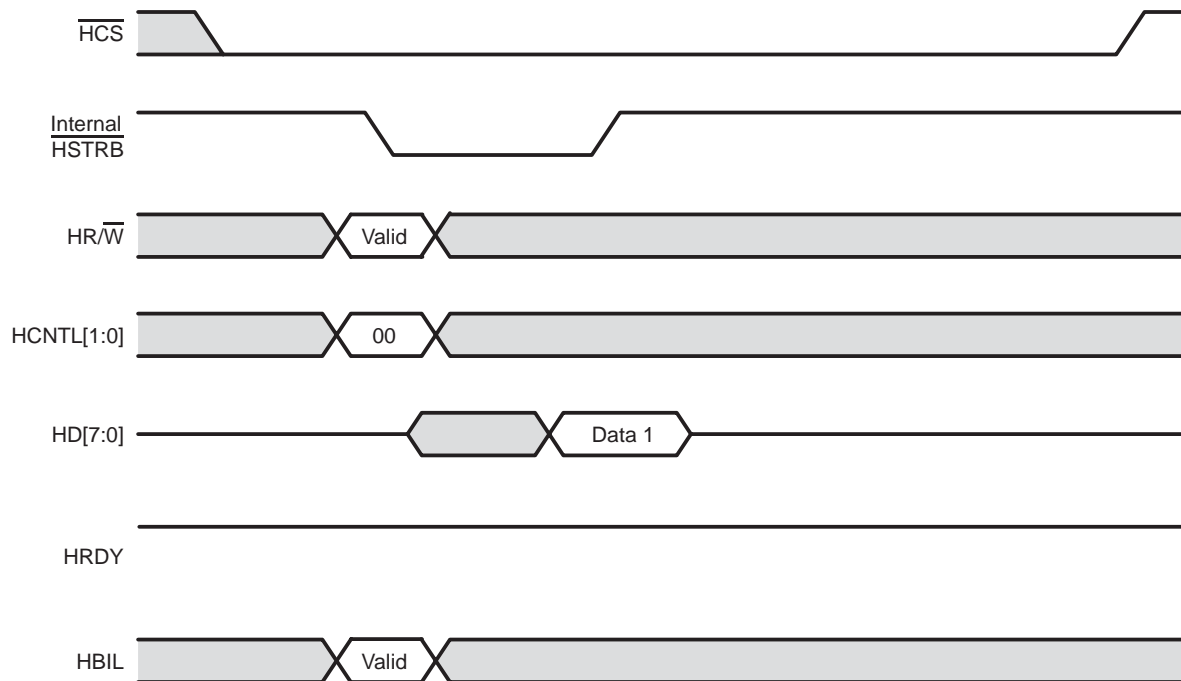 HCS
Internal
HSTRB
HR/W Valid
HCNTL[1:0] 00
HD[7:0] Data 1
HRDY
HBIL Valid